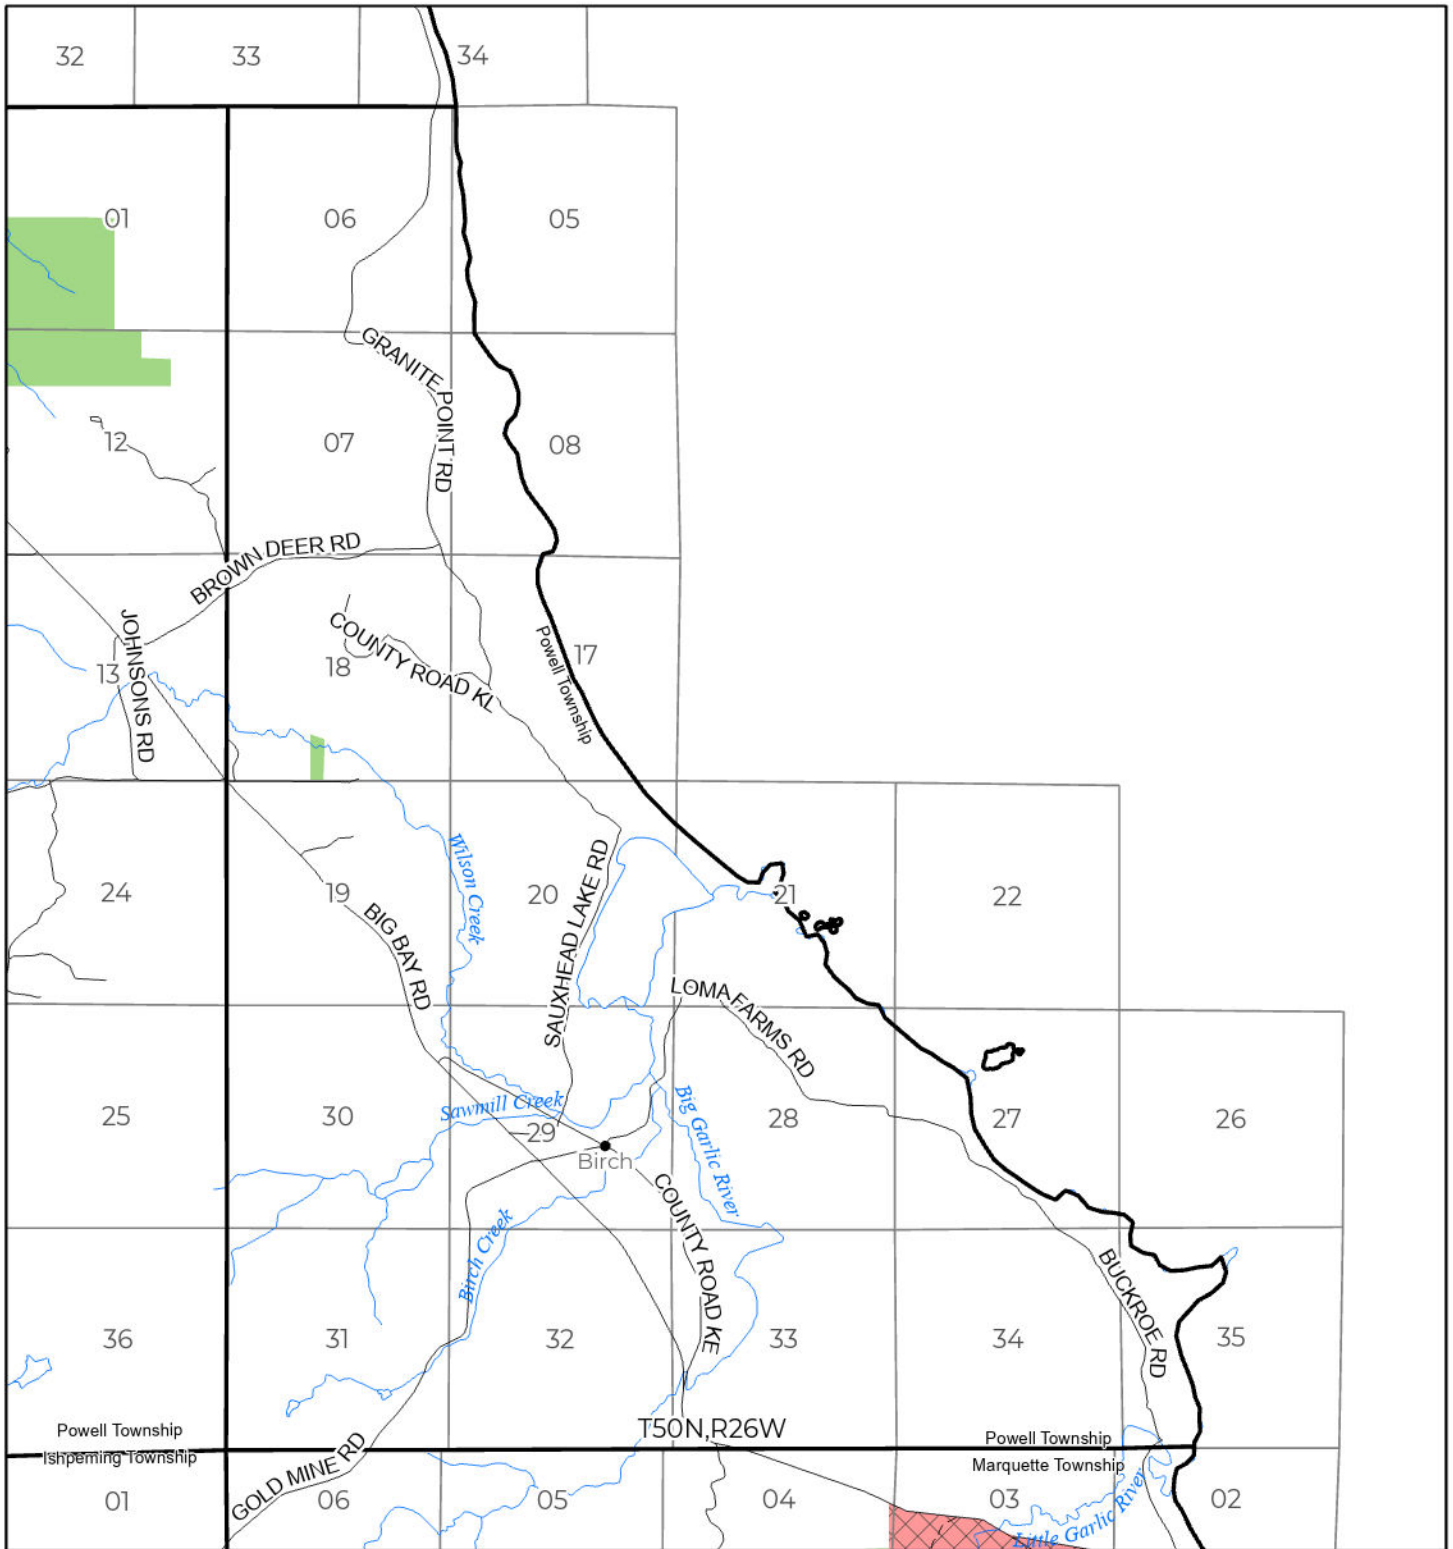 32 33 34
01 06 05
GRANITE POINT RD
12 07 08
BROWN DEER RD
JOHNSONS RD
COUNTY ROAD KL
Powell Township
13 18 17
Wilson Creek
SAUXHEAD LAKE RD
24 19 20 21 22
BIG BAY RD
LOMA FARMS RD
Sawmill Creek
Big Garlic River
25 30 29 28 27 26
Birch
COUNTY ROAD KE
Birch Creek
BUCKROE RD
36 31 32 33 34 35
T50N,R26W
Powell Township
Ishpeming Township
Powell Township
Marquette Township
GOLD MINE RD
Little Garlic River
01 06 05 04 03 02